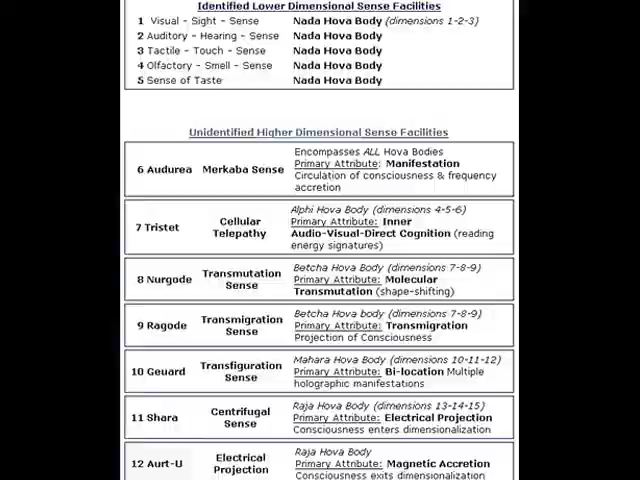 Identified Lower Dimensional Sense Facilities
1 Visual - Sight - Sense Nada Hova Body (dimensions 1-2-3)
2 Auditory - Hearing - Sense Nada Hova Body
3 Tactile - Touch - Sense Nada Hova Body
4 Olfactory - Smell - Sense Nada Hova Body
5 Sense of Taste Nada Hova Body
Unidentified Higher Dimensional Sense Facilities
6 Audurea Merkaba Sense
Encompasses ALL Hova Bodies
Primary Attribute: Manifestation
Circulation of consciousness & frequency
accretion
7 Tristet
Cellular
Telepathy
Alphi Hova Body (dimensions 4-5-6)
Primary Attribute: Inner
Audio-Visual-Direct Cognition (reading
energy signatures)
8 Nurgode
Transmutation
Sense
Betcha Hova Body (dimensions 7-8-9)
Primary Attribute: Molecular
Transmutation (shape-shifting)
9 Ragode
Transmigration
Sense
Betcha Hova body (dimensions 7-8-9)
Primary Attribute: Transmigration
Projection of Consciousness
10 Geuard
Transfiguration
Sense
Mahara Hova Body (dimensions 10-11-12)
Primary Attribute: Bi-location Multiple
holographic manifestations
11 Shara
Centrifugal
Sense
Raja Hova Body (dimensions 13-14-15)
Primary Attribute: Electrical Projection
Consciousness enters dimensionalization
12 Aurt-U
Electrical
Projection
Raja Hova Body
Primary Attribute: Magnetic Accretion
Consciousness exits dimensionalization